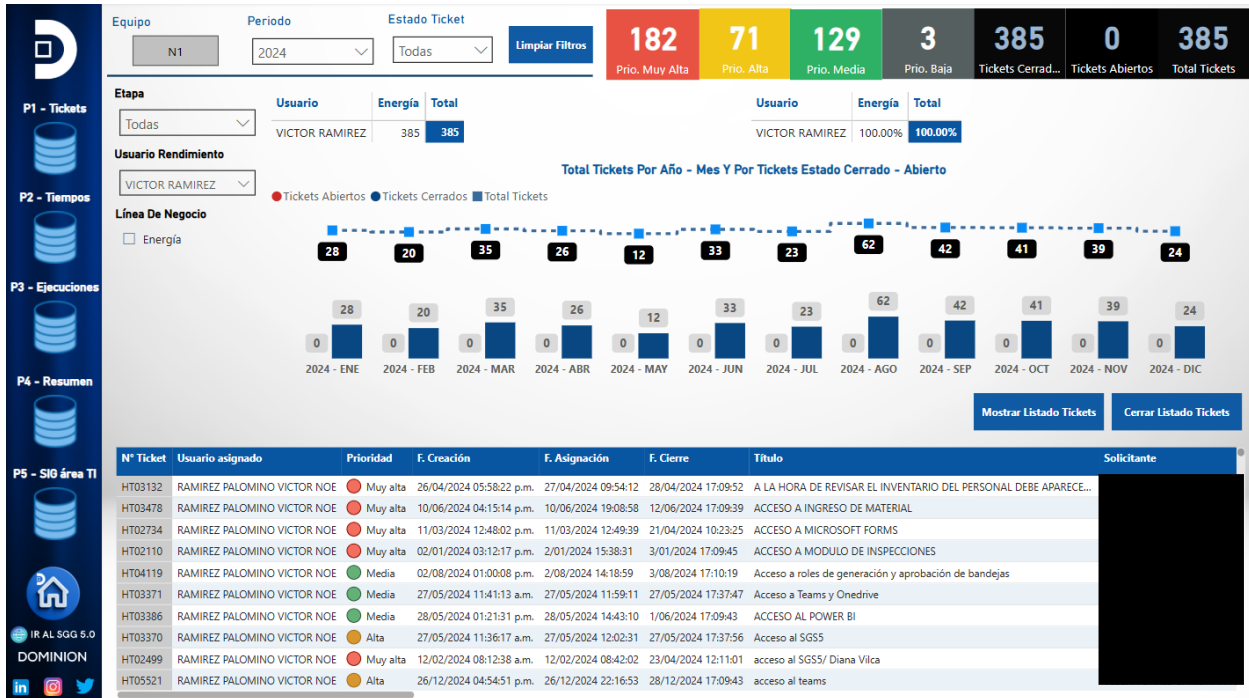 Equipo
N1
Periodo
2024
Estado Ticket
Todas
Limpiar Filtros
182
Prio. Muy Alta
71
Prio. Alta
129
Prio. Media
3
Prio. Baja
385
Tickets Cerrad...
0
Tickets Abiertos
385
Total Tickets
P1 - Tickets
P2 - Tiempos
P3 - Ejecuciones
P4 - Resumen
P5 - SIG área TI
IR AL SGG 5.0
DOMINION
Etapa
Todas
Usuario Rendimiento
VICTOR RAMIREZ
Línea De Negocio
Energía
Usuario Energía Total
VICTOR RAMIREZ 385 385
Usuario Energía Total
VICTOR RAMIREZ 100.00% 100.00%
Total Tickets Por Año - Mes Y Por Tickets Estado Cerrado - Abierto
Tickets Abiertos Tickets Cerrados Total Tickets
28 20 35 26 12 33 23 62 42 41 39 24
28 20 35 26 12 33 23 62 42 41 39 24
0 0 0 0 0 0 0 0 0 0 0 0
2024 - ENE 2024 - FEB 2024 - MAR 2024 - ABR 2024 - MAY 2024 - JUN 2024 - JUL 2024 - AGO 2024 - SEP 2024 - OCT 2024 - NOV 2024 - DIC
Mostrar Listado Tickets
Cerrar Listado Tickets
N° Ticket Usuario asignado Prioridad F. Creación F. Asignación F. Cierre Título Solicitante
HT03132 RAMIREZ PALOMINO VICTOR NOE Muy alta 26/04/2024 05:58:22 p.m. 27/04/2024 09:54:12 28/04/2024 17:09:52 A LA HORA DE REVISAR EL INVENTARIO DEL PERSONAL DEBE APARECE...
HT03478 RAMIREZ PALOMINO VICTOR NOE Muy alta 10/06/2024 04:15:14 p.m. 10/06/2024 19:08:58 12/06/2024 17:09:39 ACCESO A INGRESO DE MATERIAL
HT02734 RAMIREZ PALOMINO VICTOR NOE Muy alta 11/03/2024 12:48:02 p.m. 11/03/2024 12:49:39 21/04/2024 10:23:25 ACCESO A MICROSOFT FORMS
HT02110 RAMIREZ PALOMINO VICTOR NOE Muy alta 02/01/2024 03:12:17 p.m. 2/01/2024 15:38:31 3/01/2024 17:09:45 ACCESO A MODULO DE INSPECCIONES
HT04119 RAMIREZ PALOMINO VICTOR NOE Media 02/08/2024 01:00:08 p.m. 2/08/2024 14:18:59 3/08/2024 17:10:19 Acceso a roles de generación y aprobación de bandejas
HT03371 RAMIREZ PALOMINO VICTOR NOE Media 27/05/2024 11:41:13 a.m. 27/05/2024 11:59:11 27/05/2024 17:37:47 Acceso a Teams y Onedrive
HT03386 RAMIREZ PALOMINO VICTOR NOE Media 28/05/2024 01:21:31 p.m. 28/05/2024 14:43:10 1/06/2024 17:09:43 ACCESO AL POWER BI
HT03370 RAMIREZ PALOMINO VICTOR NOE Alta 27/05/2024 11:36:17 a.m. 27/05/2024 12:02:31 27/05/2024 17:37:56 Acceso al SGS5
HT02499 RAMIREZ PALOMINO VICTOR NOE Muy alta 12/02/2024 08:12:38 a.m. 12/02/2024 08:42:02 23/04/2024 12:11:01 acceso al SGS5/ Diana Vilca
HT05521 RAMIREZ PALOMINO VICTOR NOE Alta 26/12/2024 04:54:51 p.m. 26/12/2024 22:16:53 28/12/2024 17:09:43 acceso al teams